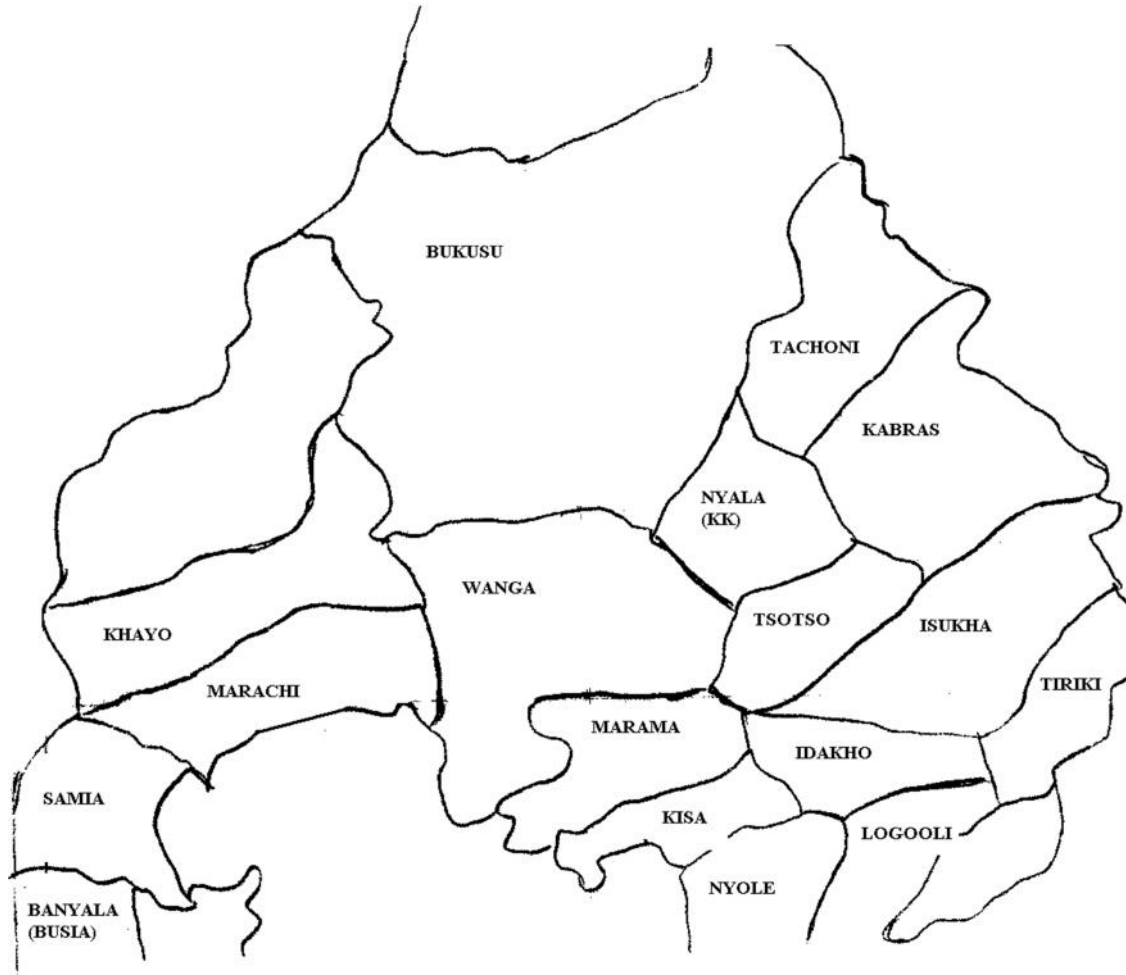 BUKUSU
TACHONI
KABRAS
NYALA
(KK)
WANGA
TSOTSO
ISUKHA
KHAYO
MARACHI
TIRIKI
MARAMA
IDAKHO
SAMIA
KISA
LOGOOLI
NYOLE
BANYALA
(BUSIA)